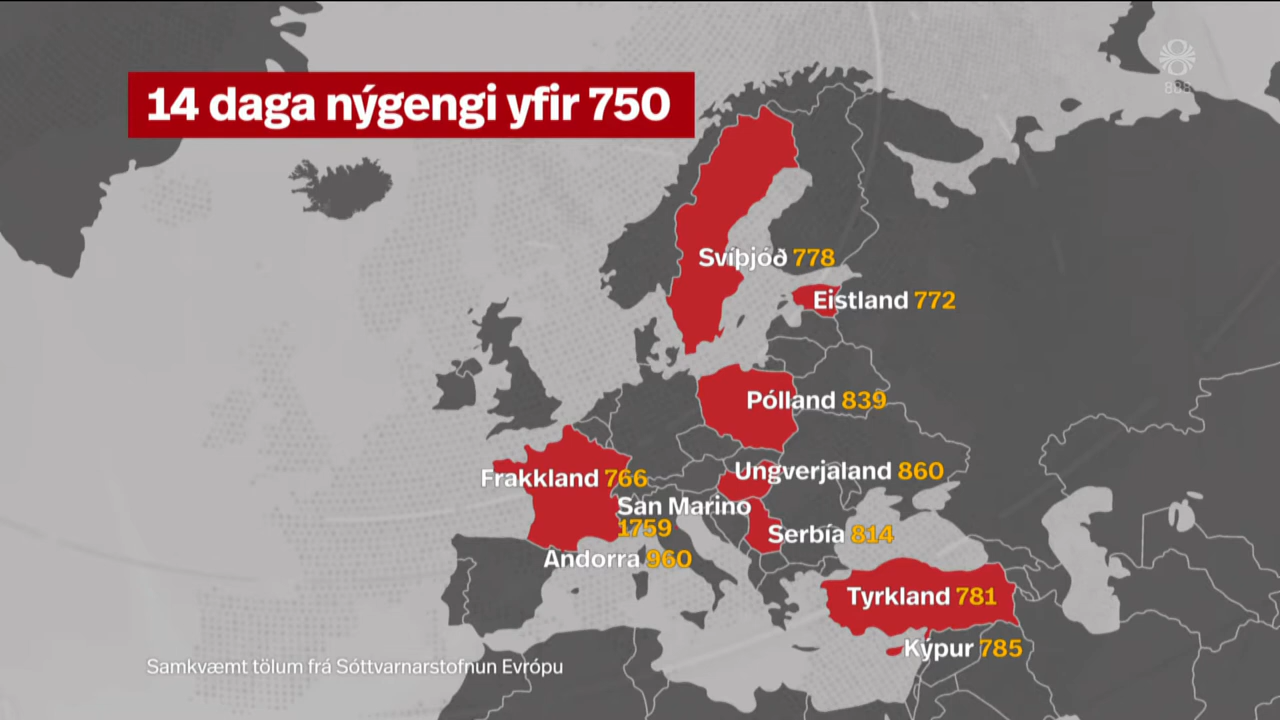 14 daga nýgengi yfir 750
888
Svíþjóð 778
Eistland 772
Pólland 839
Ungverjaland 860
Frakkland 766
San Marino
1759
Serbía 814
Andorra 960
Tyrkland 781
Kýpur 785
Samkvæmt tölum frá Sóttvarnarstofnun Evrópu